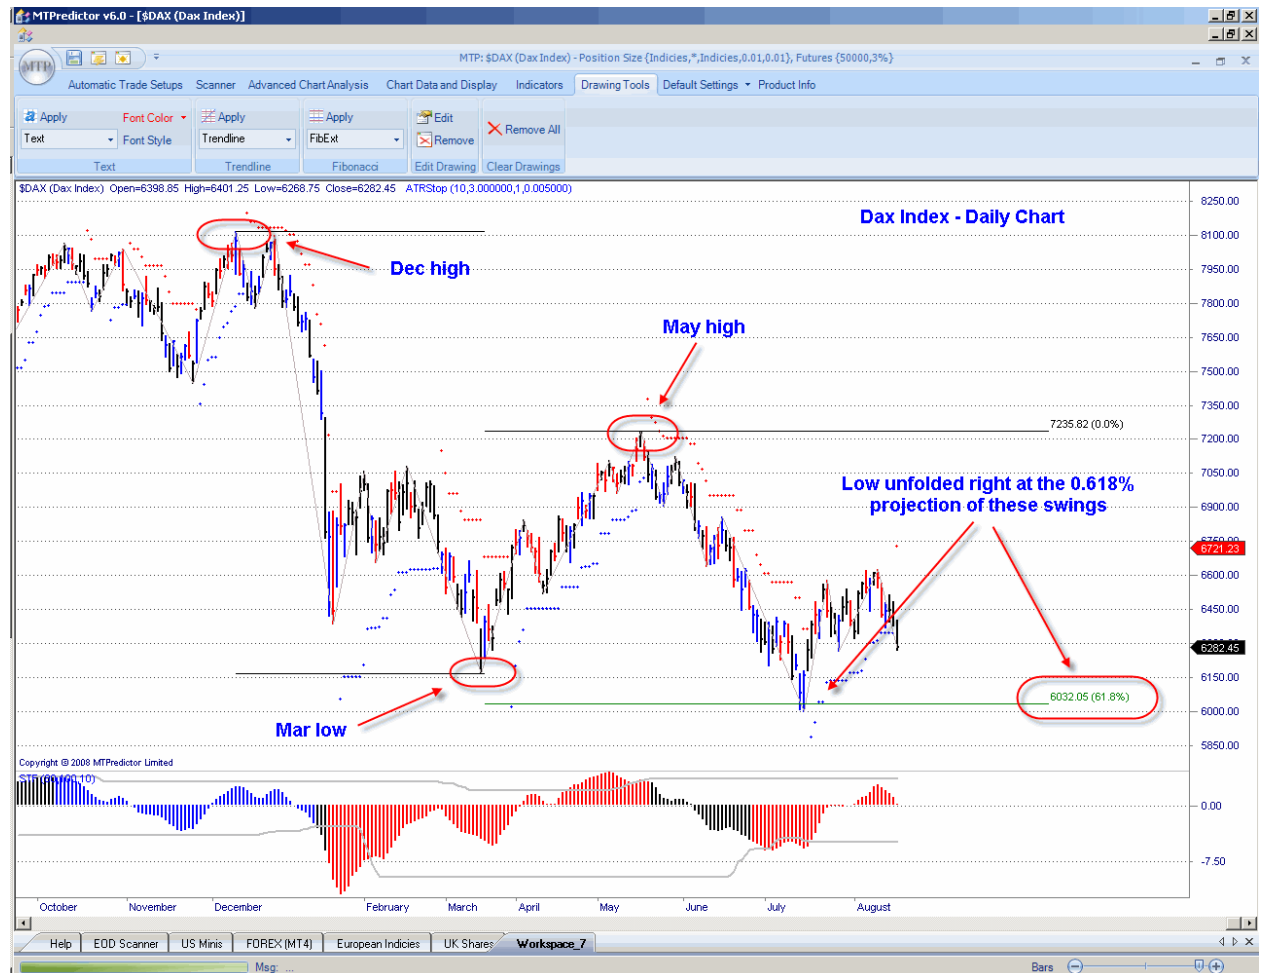 MTPredictor v6.0 - [$DAX (Dax Index)]
MTP
MTP: $DAX (Dax Index) - Position Size {Indicies,*,Indicies,0.01,0.01}, Futures {50000,3%}
Automatic Trade Setups Scanner Advanced Chart Analysis Chart Data and Display Indicators Drawing Tools Default Settings Product Info
Apply Font Color Apply Apply Edit Remove All
Text Font Style Trendline FibExt Remove
Text Trendline Fibonacci Edit Drawing Clear Drawings
$DAX (Dax Index) Open=6398.85 High=6401.25 Low=6268.75 Close=6282.45 ATRStop (10,3.000000,1,0.005000)
Dax Index - Daily Chart
Dec high
May high
7235.82 (0.0%)
Low unfolded right at the 0.618%
projection of these swings
6032.05 (61.8%)
Mar low
8250.00
8100.00
7950.00
7800.00
7650.00
7500.00
7350.00
7200.00
7050.00
6900.00
6750.00
6721.23
6600.00
6450.00
6282.45
6150.00
6000.00
5850.00
Copyright © 2008 MTPredictor Limited
0.00
-7.50
October November December February March April May June July August
Help EOD Scanner US Minis FOREX (MT4) European Indicies UK Shares Workspace_7
Msg: ... Bars